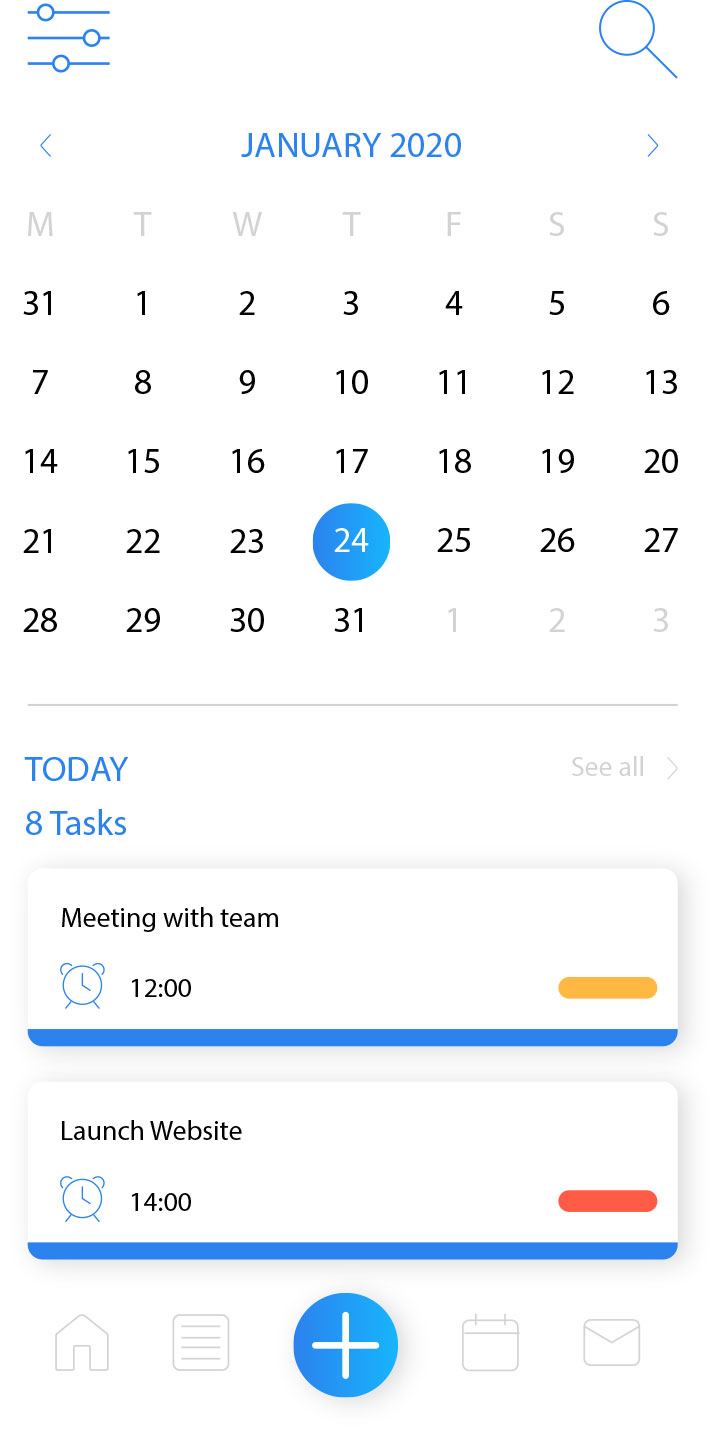 JANUARY 2020
M T W T F S S
31 1 2 3 4 5 6
7 8 9 10 11 12 13
14 15 16 17 18 19 20
21 22 23 24 25 26 27
28 29 30 31 1 2 3
TODAY See all
8 Tasks
Meeting with team
12:00
Launch Website
14:00